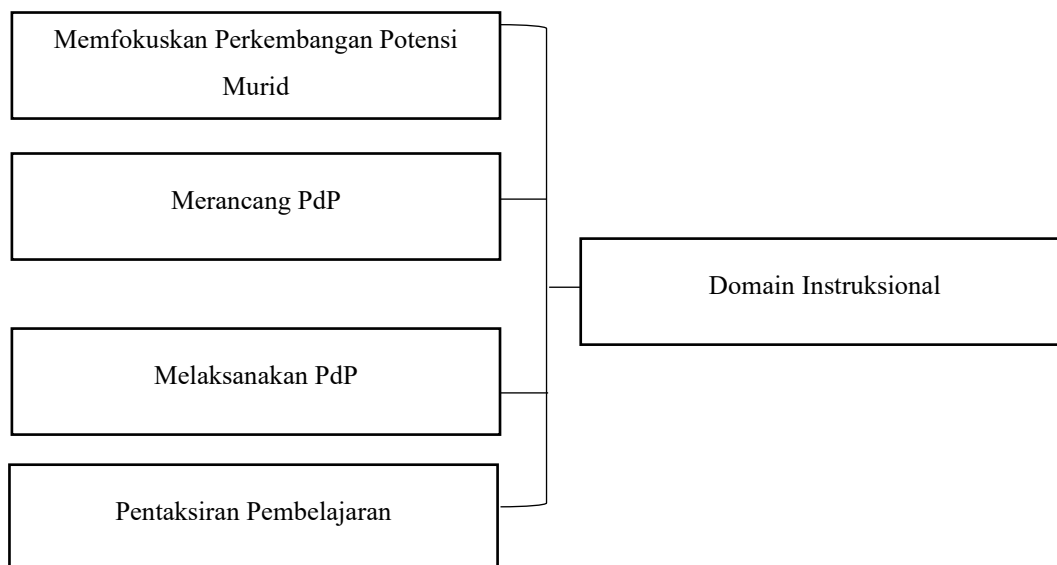 Memfokuskan Perkembangan Potensi
Murid
Merancang PdP
Domain Instruksional
Melaksanakan PdP
Pentaksiran Pembelajaran